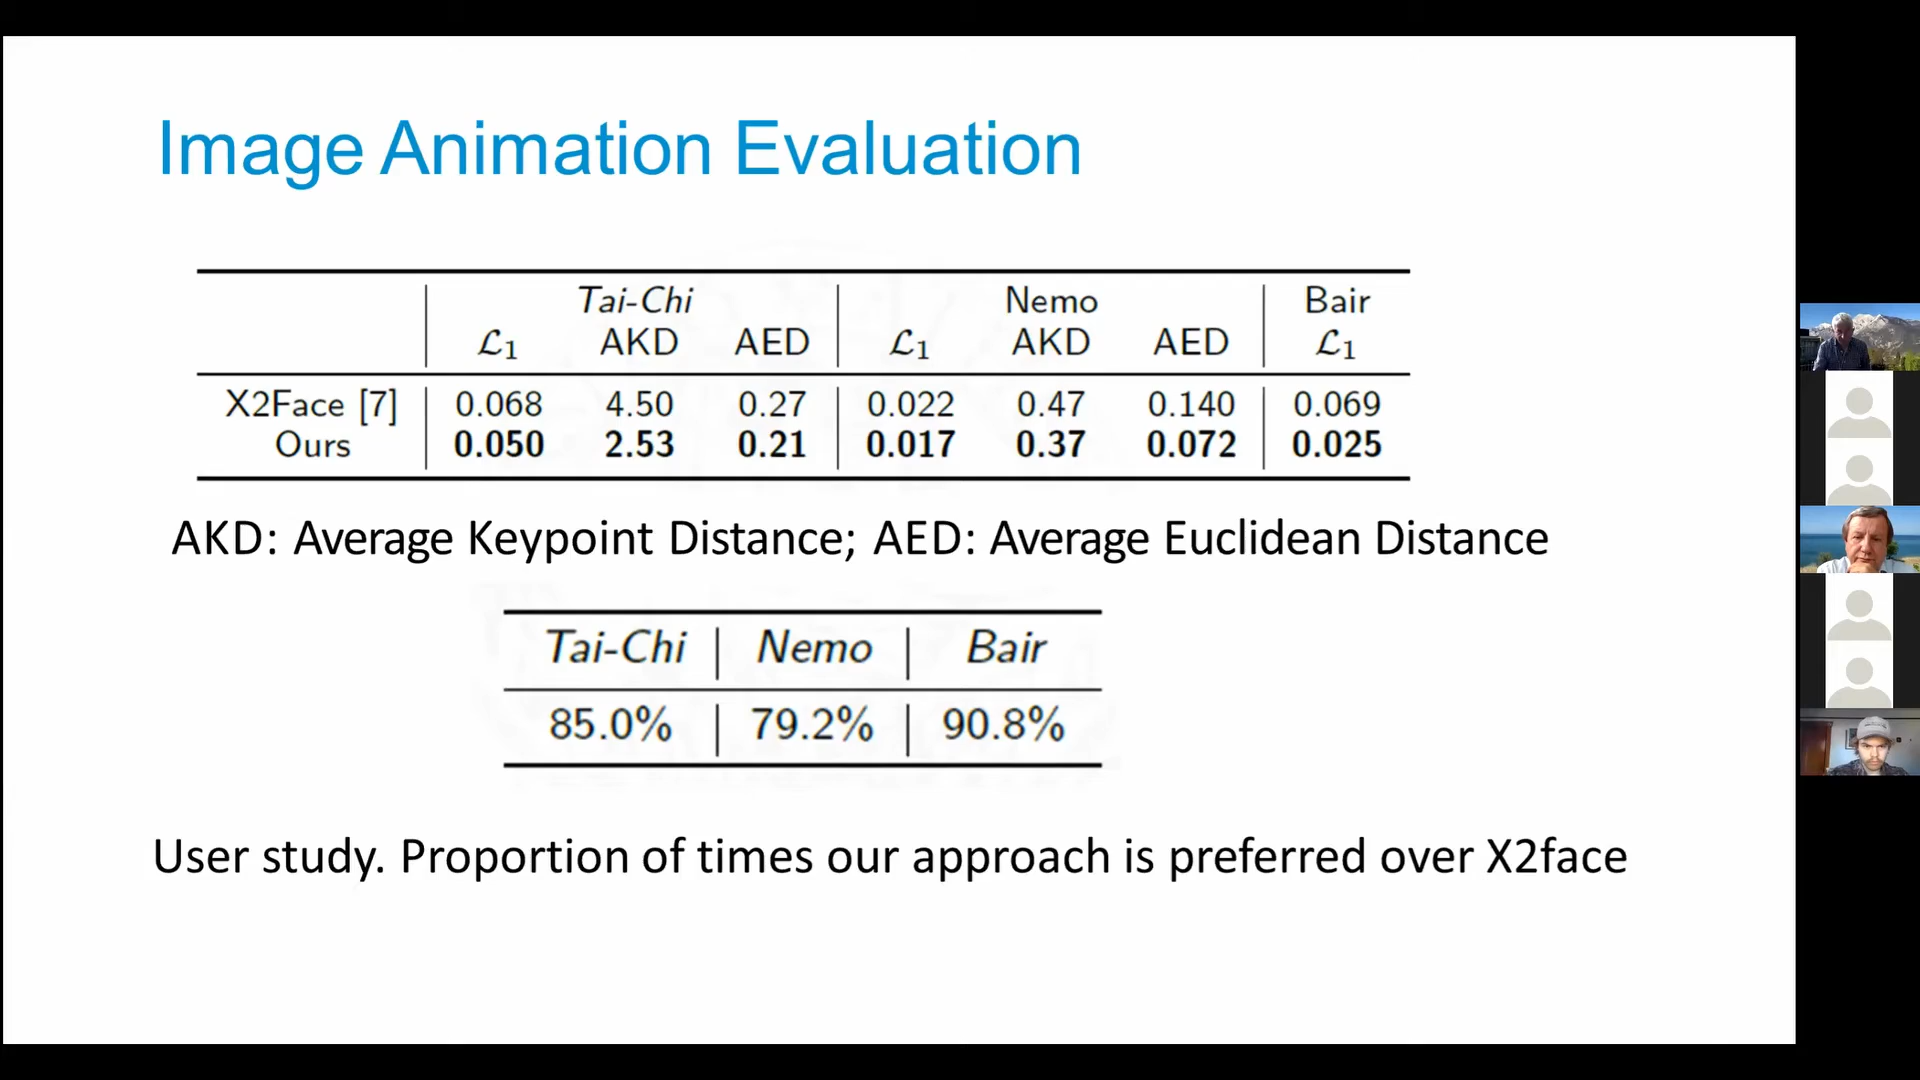 Image Animation Evaluation
Tai-Chi Nemo Bair
ℒ1 AKD AED ℒ1 AKD AED ℒ1
X2Face [7] 0.068 4.50 0.27 0.022 0.47 0.140 0.069
Ours 0.050 2.53 0.21 0.017 0.37 0.072 0.025
AKD: Average Keypoint Distance; AED: Average Euclidean Distance
Tai-Chi Nemo Bair
85.0% 79.2% 90.8%
User study. Proportion of times our approach is preferred over X2face